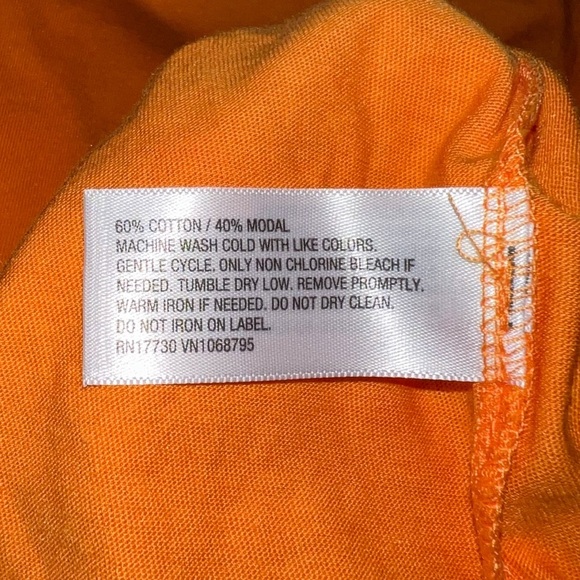 60% COTTON / 40% MODAL
MACHINE WASH COLD WITH LIKE COLORS.
GENTLE CYCLE. ONLY NON CHLORINE BLEACH IF
NEEDED. TUMBLE DRY LOW. REMOVE PROMPTLY.
WARM IRON IF NEEDED. DO NOT DRY CLEAN.
DO NOT IRON ON LABEL.
RN17730 VN1068795